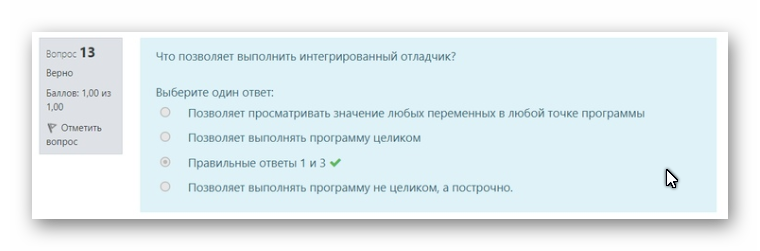 Вопрос 13
Верно
Баллов: 1,00 из
1,00
Отметить
вопрос
Что позволяет выполнить интегрированный отладчик?
Выберите один ответ:
Позволяет просматривать значение любых переменных в любой точке программы
Позволяет выполнять программу целиком
Правильные ответы 1 и 3
Позволяет выполнять программу не целиком, а построчно.